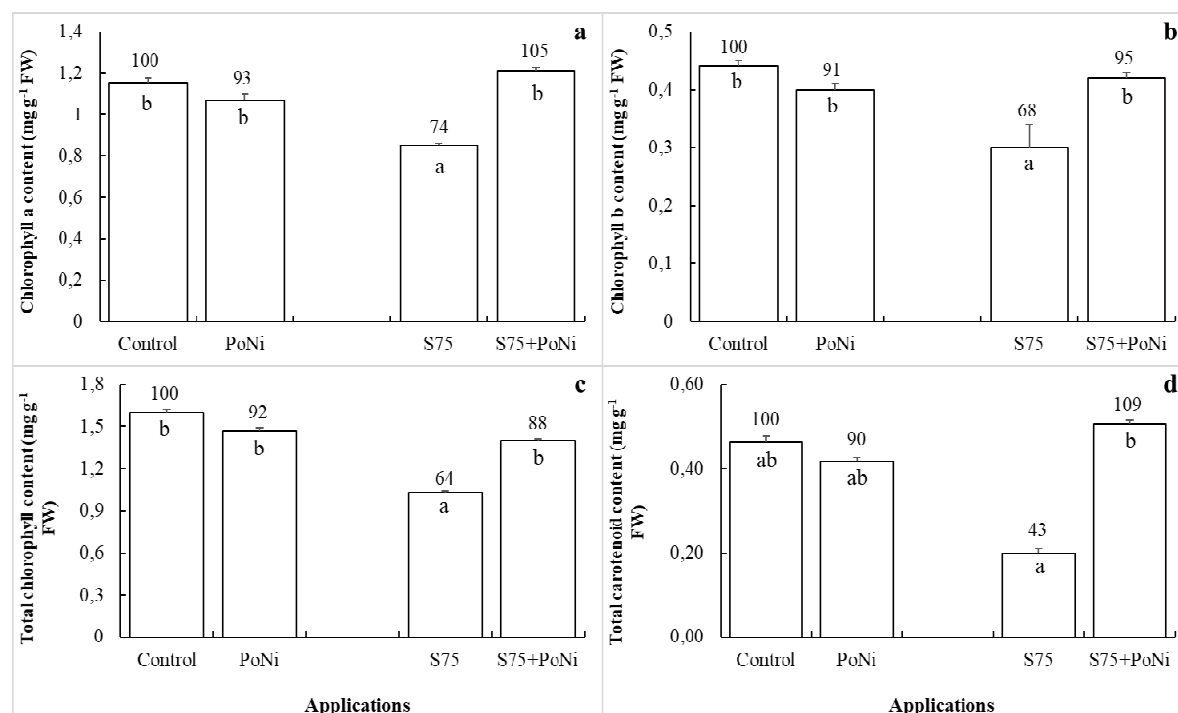 a
Chlorophyll a content (mg g-1 FW)
1,4
1,2
1
0,8
0,6
0,4
0,2
0
100
93
74
105
b
b
a
b
Control
PoNi
S75
S75+PoNi
b
Chlorophyll b content (mg g-1 FW)
0,5
0,4
0,3
0,2
0,1
0
100
91
68
95
b
b
a
b
Control
PoNi
S75
S75+PoNi
c
Total chlorophyll content (mg g-1
FW)
1,8
1,5
1,2
0,9
0,6
0,3
0
100
92
64
88
b
b
a
b
Control
PoNi
S75
S75+PoNi
Applications
d
Total carotenoid content (mg g-1
FW)
0,60
0,40
0,20
0,00
100
90
43
109
ab
ab
a
b
Control
PoNi
S75
S75+PoNi
Applications